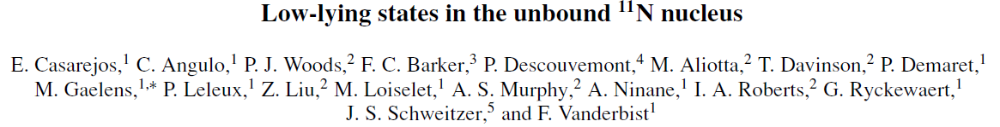 Low-lying states in the unbound ¹¹N nucleus
E. Casarejos,¹ C. Angulo,¹ P. J. Woods,² F. C. Barker,³ P. Descouvemont,⁴ M. Aliotta,² T. Davinson,² P. Demaret,¹
M. Gaelens,¹,* P. Leleux,¹ Z. Liu,² M. Loiselet,¹ A. S. Murphy,² A. Ninane,¹ I. A. Roberts,² G. Ryckewaert,¹
J. S. Schweitzer,⁵ and F. Vanderbist¹